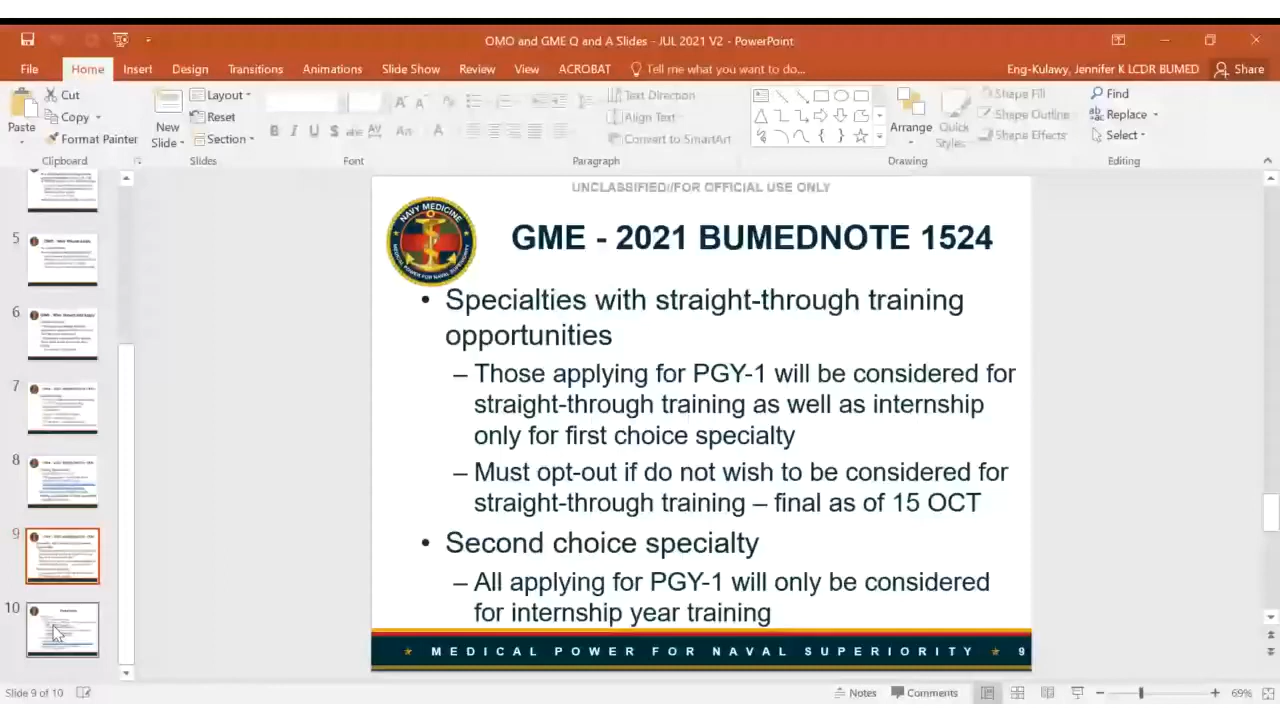 OMO and GME Q and A Slides - JUL 2021 V2 - PowerPoint
File Home Insert Design Transitions Animations Slide Show Review View ACROBAT Tell me what you want to do... Eng-Kulawy, Jennifer K LCDR BUMED Share
Paste
Cut
Copy
Format Painter
Clipboard
New Slide
Layout
Reset
Section
Slides
B I U S abc AV Aa A
Font
Text Direction
Align Text
Convert to SmartArt
Paragraph
Arrange
Quick Styles
Shape Fill
Shape Outline
Shape Effects
Drawing
Find
Replace
Select
Editing
5
6
7
8
9
10
UNCLASSIFIED//FOR OFFICIAL USE ONLY
NAVY MEDICINE
MEDICAL POWER FOR NAVAL SUPERIORITY
GME - 2021 BUMEDNOTE 1524
• Specialties with straight-through training
opportunities
– Those applying for PGY-1 will be considered for
straight-through training as well as internship
only for first choice specialty
– Must opt-out if do not wish to be considered for
straight-through training – final as of 15 OCT
• Second choice specialty
– All applying for PGY-1 will only be considered
for internship year training
MEDICAL POWER FOR NAVAL SUPERIORITY 9
Slide 9 of 10 Notes Comments 69%